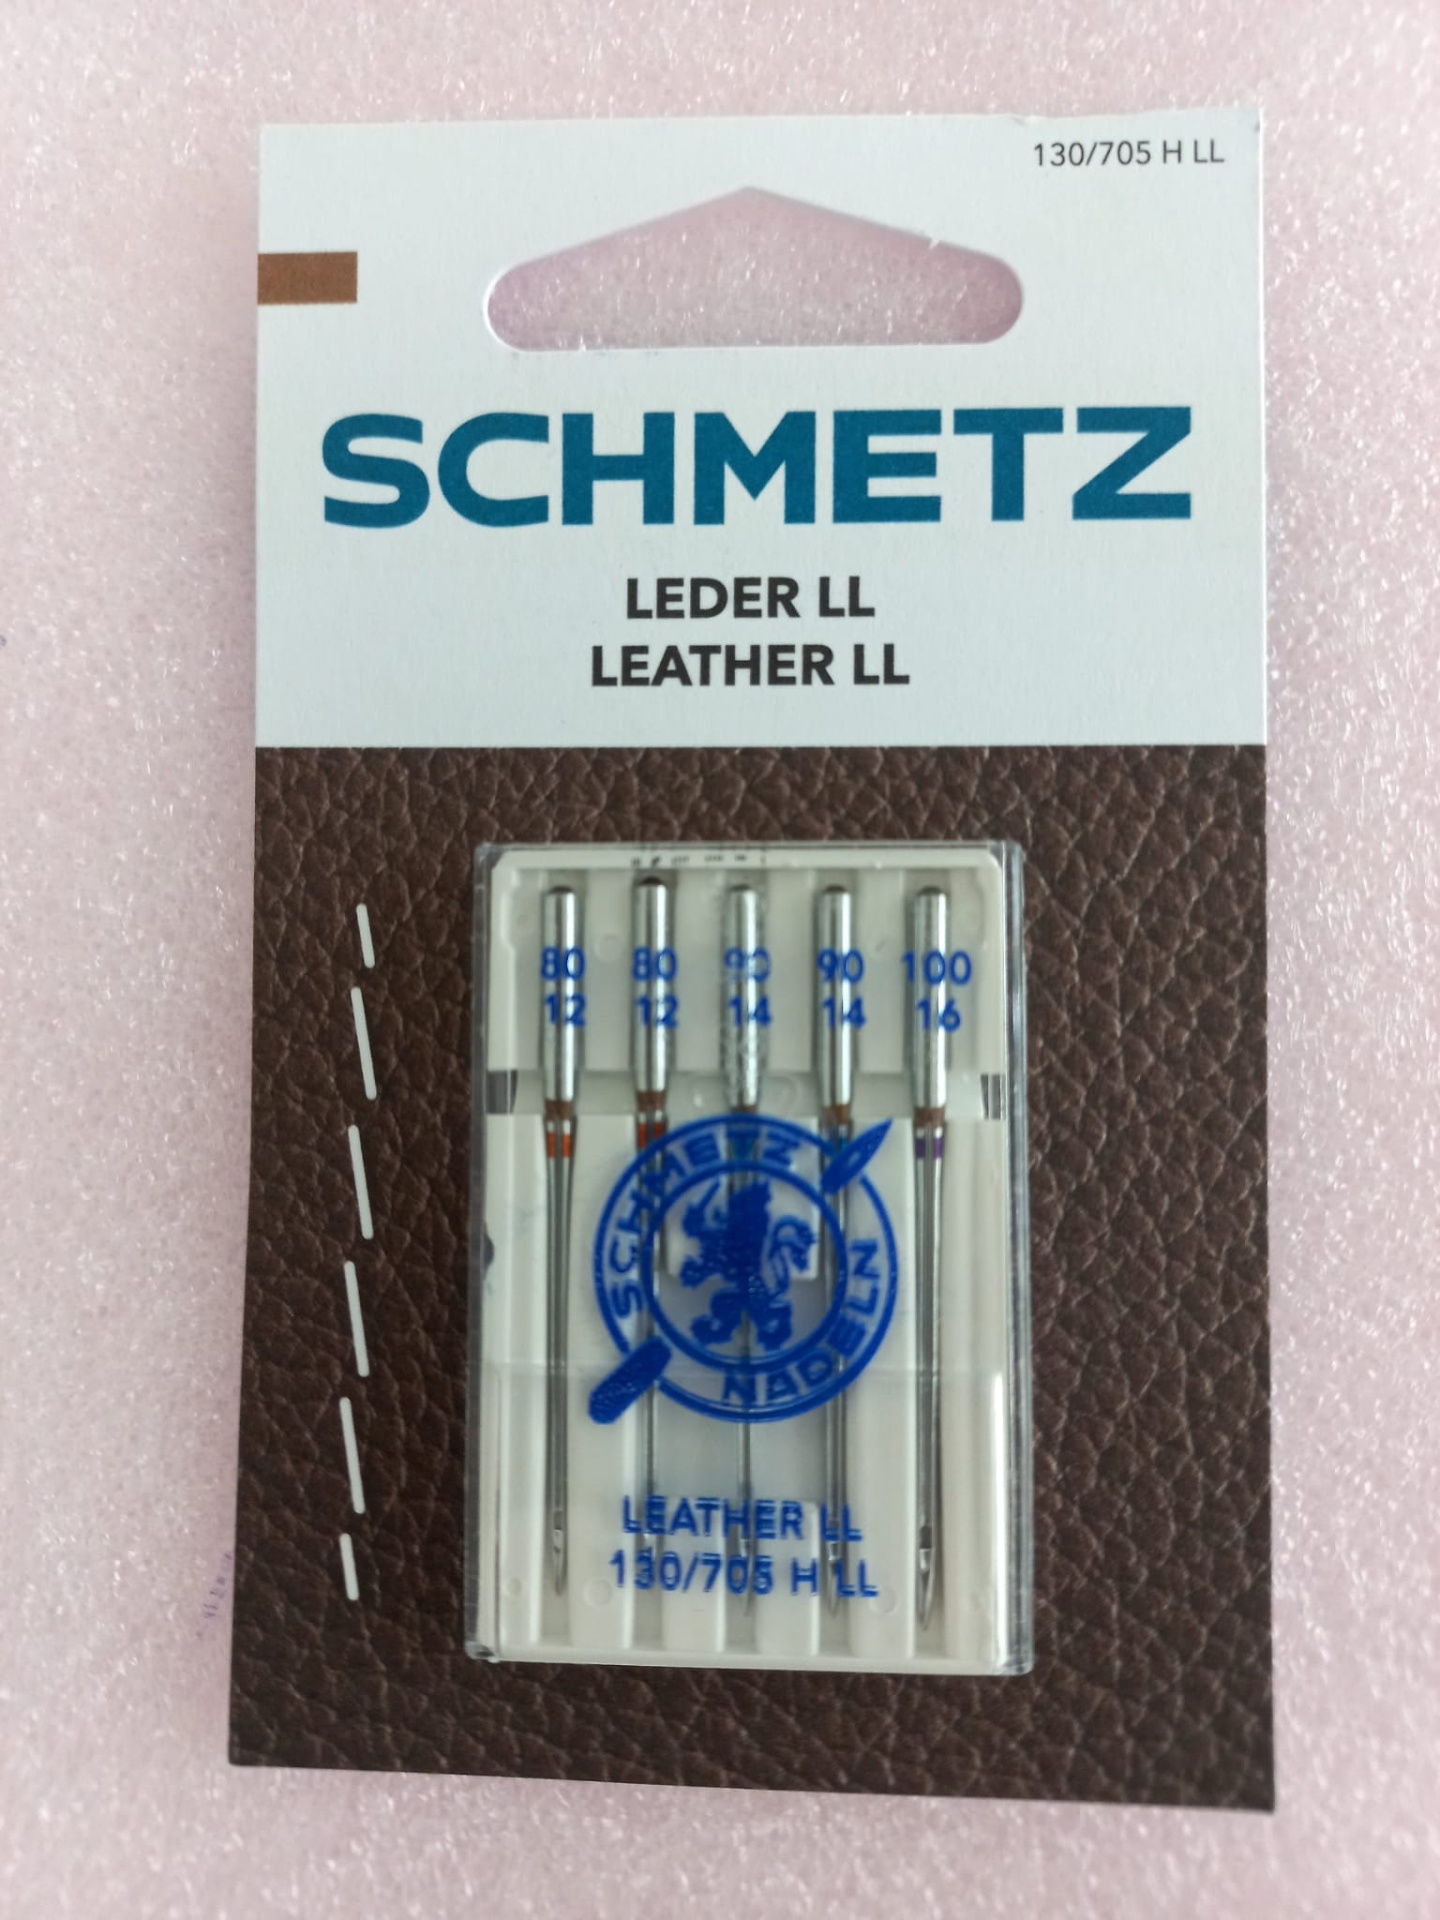 130/705 H LL
SCHMETZ
LEDER LL
LEATHER LL
80 80 90 90 100
12 12 14 14 16
SCHMETZ
NADELN
LEATHER LL
130/705 H LL